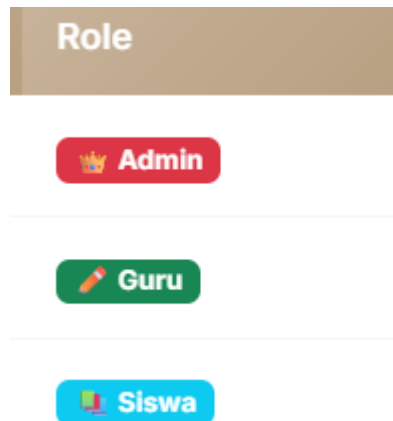 Role
👑 Admin
✏️ Guru
📚 Siswa